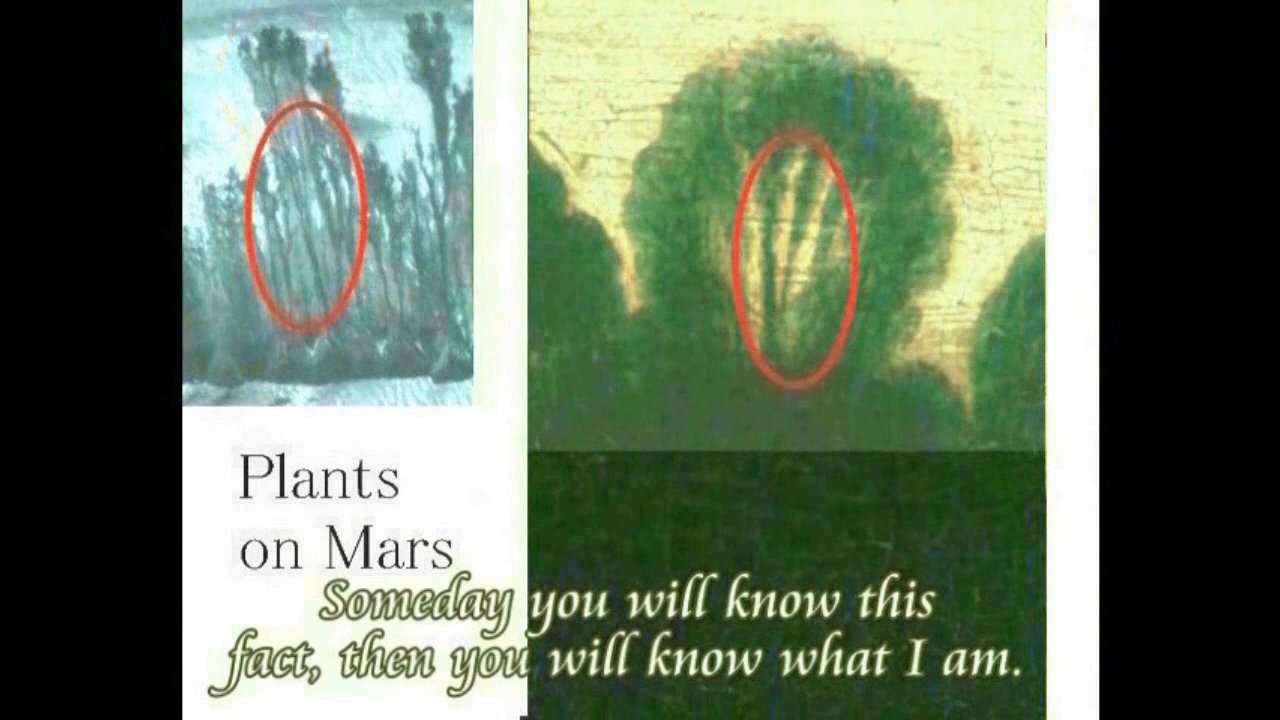 Plants
on Mars
Someday you will know this
fact, then you will know what I am.